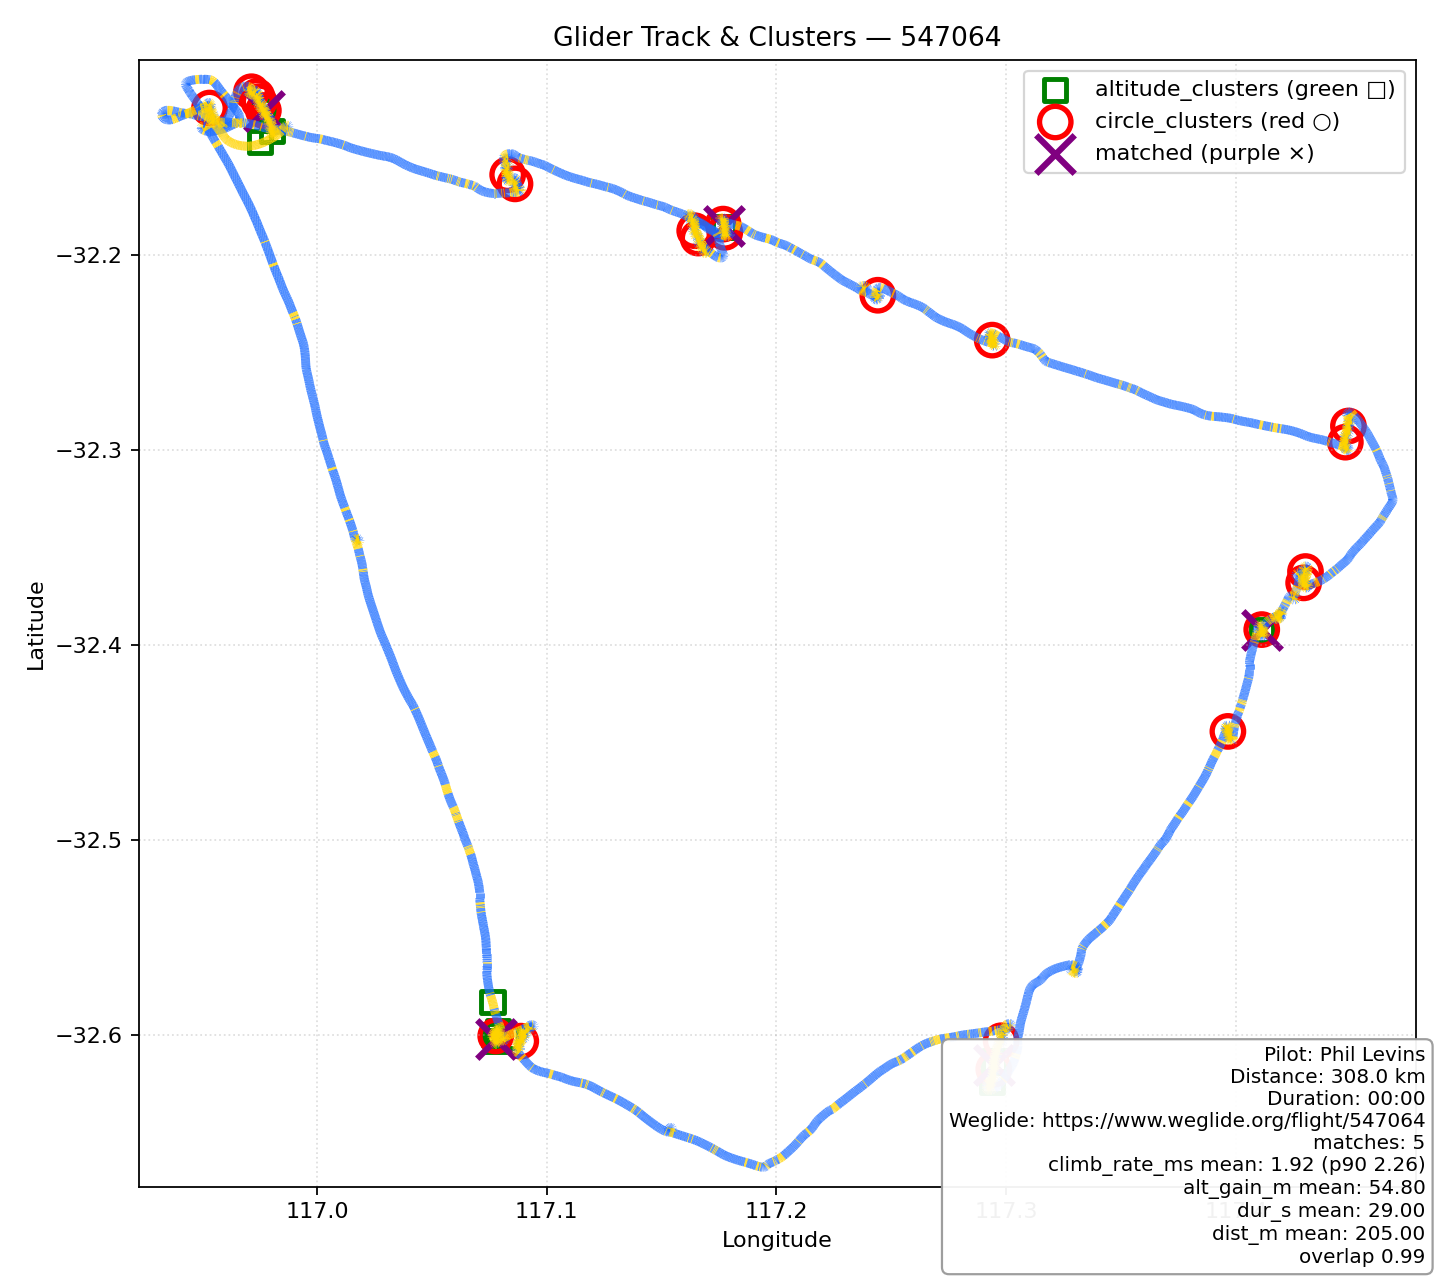 Glider Track & Clusters — 547064
altitude_clusters (green □)
circle_clusters (red ○)
matched (purple ×)
−32.2
−32.3
−32.4
−32.5
−32.6
Latitude
117.0
117.1
117.2
117.3
Longitude
Pilot: Phil Levins
Distance: 308.0 km
Duration: 00:00
Weglide: https://www.weglide.org/flight/547064
matches: 5
climb_rate_ms mean: 1.92 (p90 2.26)
alt_gain_m mean: 54.80
dur_s mean: 29.00
dist_m mean: 205.00
overlap 0.99